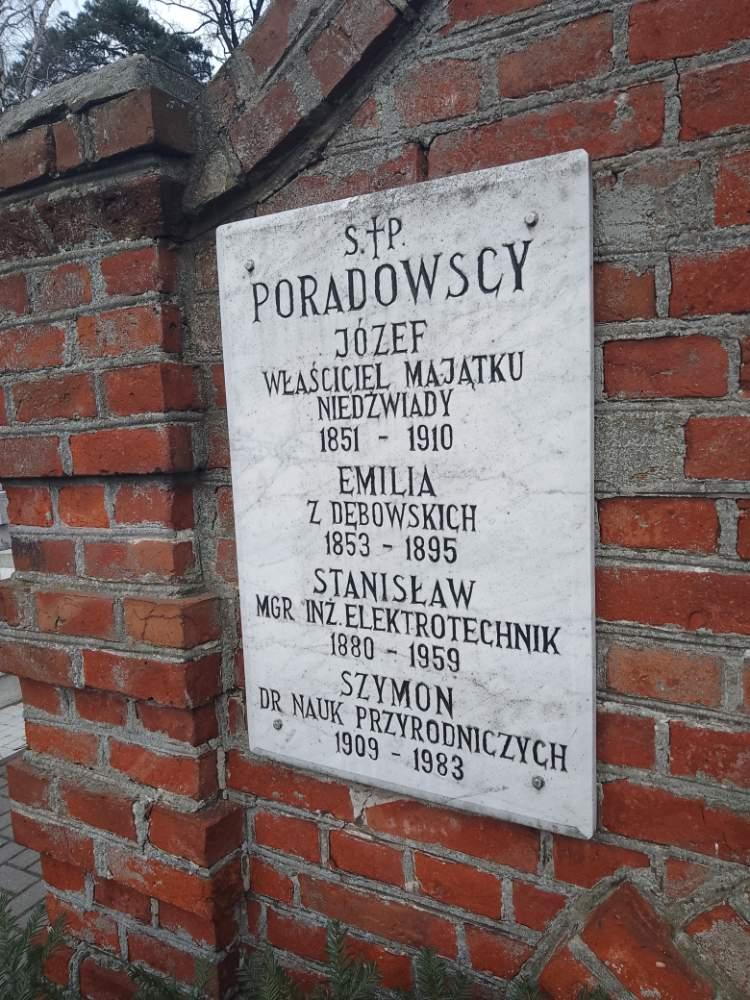 S.†P.
PORADOWSCY
JÓZEF
WŁAŚCICIEL MAJĄTKU
NIEDŹWIADY
1851 - 1910
EMILIA
Z DĘBOWSKICH
1853 - 1895
STANISŁAW
MGR INŻ. ELEKTROTECHNIK
1880 - 1959
SZYMON
DR NAUK PRZYRODNICZYCH
1909 - 1983